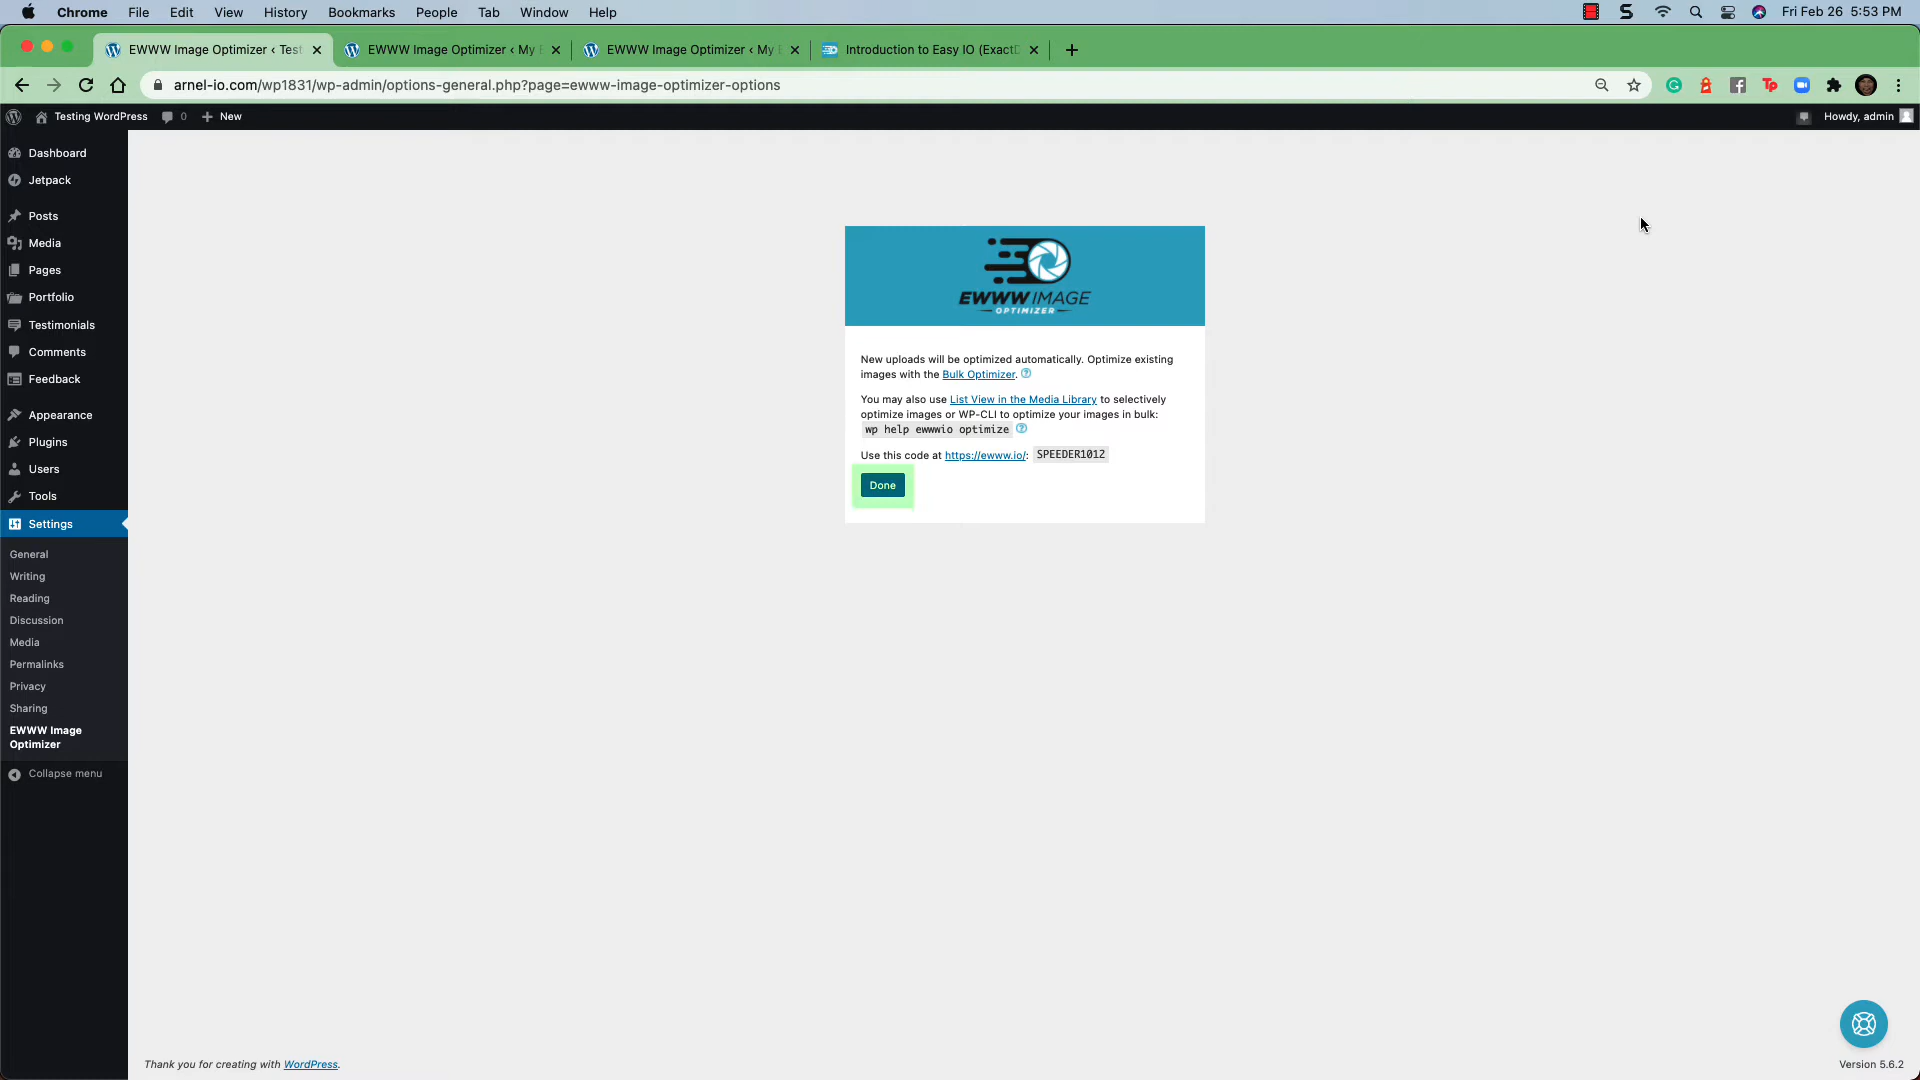 Chrome File Edit View History Bookmarks People Tab Window Help
Fri Feb 26 5:53 PM
EWWW Image Optimizer ‹ Test
EWWW Image Optimizer ‹ My
EWWW Image Optimizer ‹ My
Introduction to Easy IO (Exact
arnel-io.com/wp1831/wp-admin/options-general.php?page=ewww-image-optimizer-options
Testing WordPress 0 New
Howdy, admin
Dashboard
Jetpack
Posts
Media
Pages
Portfolio
Testimonials
Comments
Feedback
Appearance
Plugins
Users
Tools
Settings
General
Writing
Reading
Discussion
Media
Permalinks
Privacy
Sharing
EWWW Image
Optimizer
Collapse menu
EWWW IMAGE
OPTIMIZER
New uploads will be optimized automatically. Optimize existing
images with the Bulk Optimizer.
You may also use List View in the Media Library to selectively
optimize images or WP-CLI to optimize your images in bulk:
wp help ewwwio optimize
Use this code at https://ewww.io/: SPEEDER1012
Done
Thank you for creating with WordPress.
Version 5.6.2